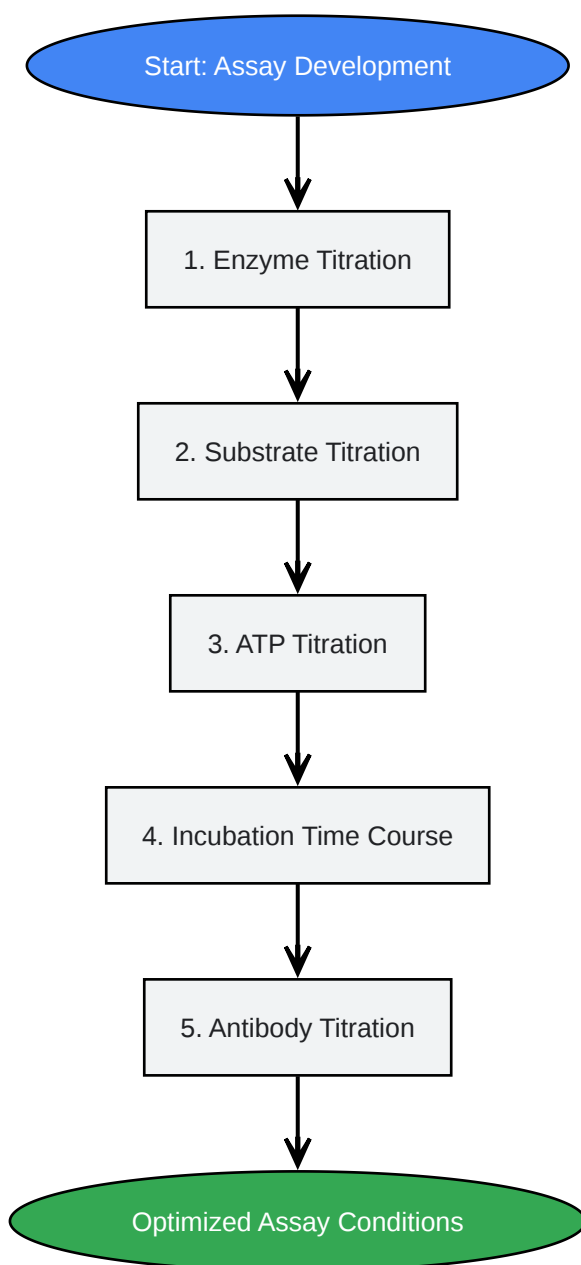 Start: Assay Development
1. Enzyme Titration
2. Substrate Titration
3. ATP Titration
4. Incubation Time Course
5. Antibody Titration
Optimized Assay Conditions